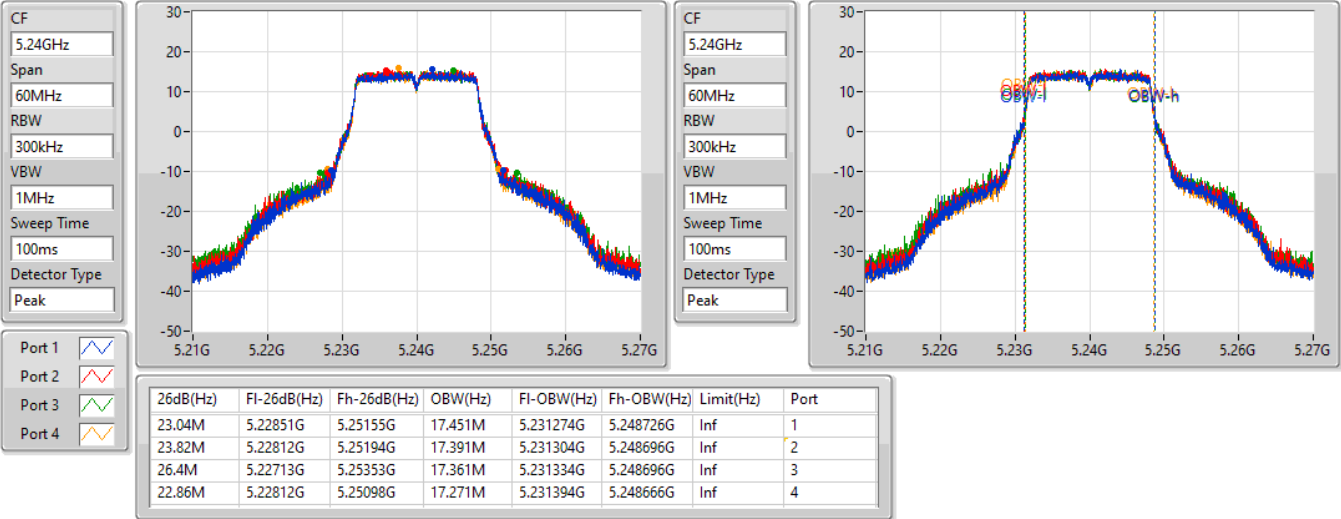 CF
5.24GHz
Span
60MHz
RBW
300kHz
VBW
1MHz
Sweep Time
100ms
Detector Type
Peak
Port 1
Port 2
Port 3
Port 4
30
20
10
0
-10
-20
-30
-40
-50
5.21G 5.22G 5.23G 5.24G 5.25G 5.26G 5.27G
CF
5.24GHz
Span
60MHz
RBW
300kHz
VBW
1MHz
Sweep Time
100ms
Detector Type
Peak
30
20
10
0
-10
-20
-30
-40
-50
OBW-l OBW-h
5.21G 5.22G 5.23G 5.24G 5.25G 5.26G 5.27G
26dB(Hz) Fl-26dB(Hz) Fh-26dB(Hz) OBW(Hz) Fl-OBW(Hz) Fh-OBW(Hz) Limit(Hz) Port
23.04M 5.22851G 5.25155G 17.451M 5.231274G 5.248726G Inf 1
23.82M 5.22812G 5.25194G 17.391M 5.231304G 5.248696G Inf 2
26.4M 5.22713G 5.25353G 17.361M 5.231334G 5.248696G Inf 3
22.86M 5.22812G 5.25098G 17.271M 5.231394G 5.248666G Inf 4